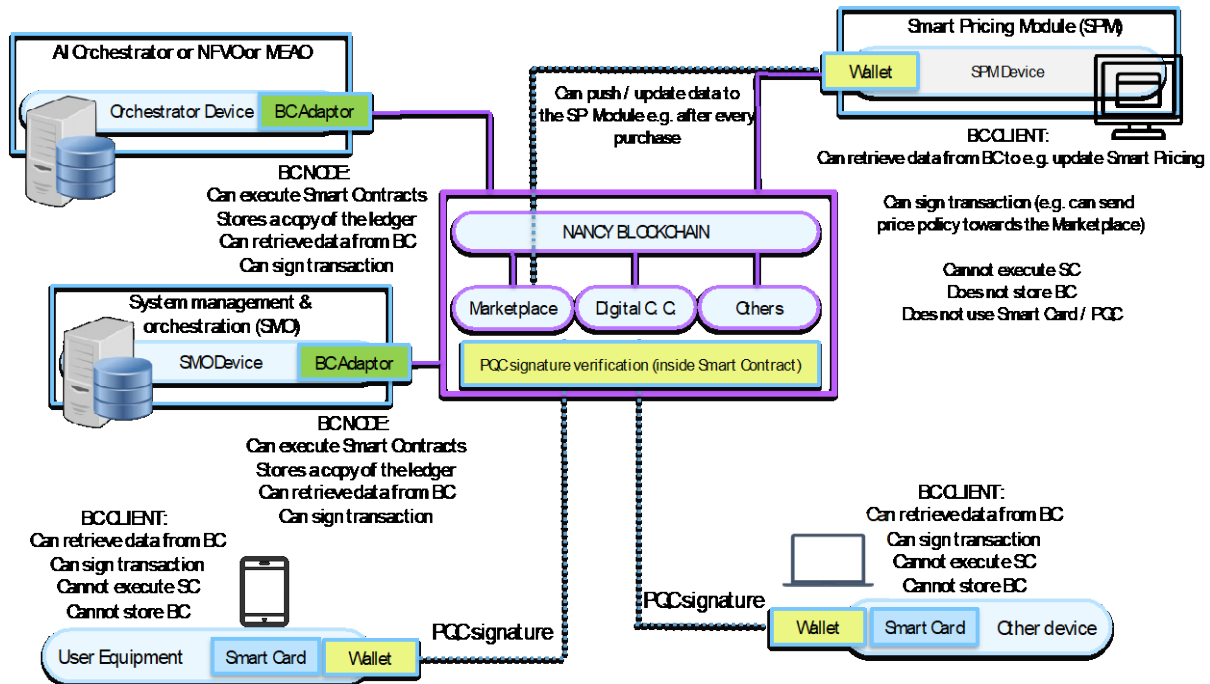 AI Orchestrator or NFVO or MEAO
Orchestrator Device
BC Adaptor
BC NODE:
Can execute Smart Contracts
Stores a copy of the ledger
Can retrieve data from BC
Can sign transaction
Smart Pricing Module (SPM)
Wallet
SPM Device
Can push / update data to
the SP Module e.g. after every
purchase
BC CLIENT:
Can retrieve data from BC to e.g. update Smart Pricing
Can sign transaction (e.g. can send
price policy towards the Marketplace)
Cannot execute SC
Does not store BC
Does not use Smart Card / PQC
NANCY BLOCKCHAIN
Marketplace
Digital C. C.
Others
PQC signature verification (inside Smart Contract)
System management &
orchestration (SMO)
SMO Device
BC Adaptor
BC NODE:
Can execute Smart Contracts
Stores a copy of the ledger
Can retrieve data from BC
Can sign transaction
BC CLIENT:
Can retrieve data from BC
Can sign transaction
Cannot execute SC
Cannot store BC
User Equipment
Smart Card
Wallet
PQC signature
BC CLIENT:
Can retrieve data from BC
Can sign transaction
Cannot execute SC
Cannot store BC
PQC signature
Wallet
Smart Card
Other device